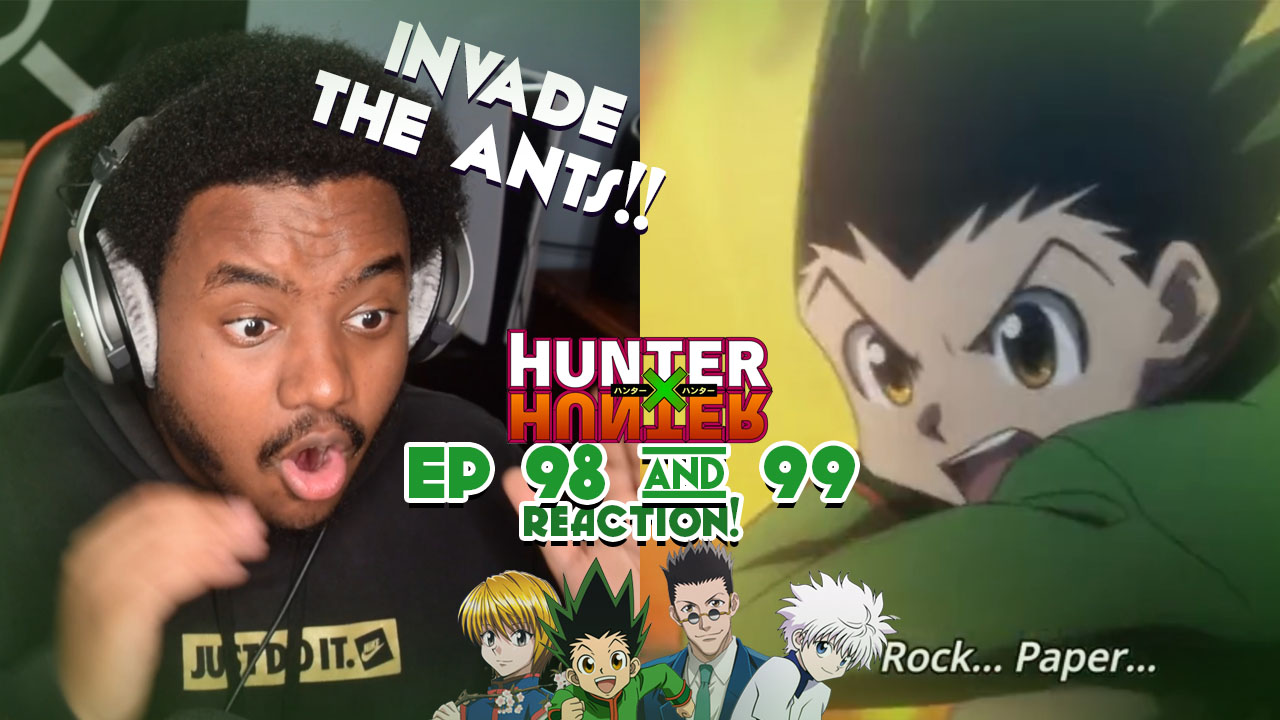 INVADE
THE ANTS!!
HUNTER
ハンター × ハンター
HUNTER
EP 98 AND 99
REACTION!
JUST DO IT.
Rock... Paper...